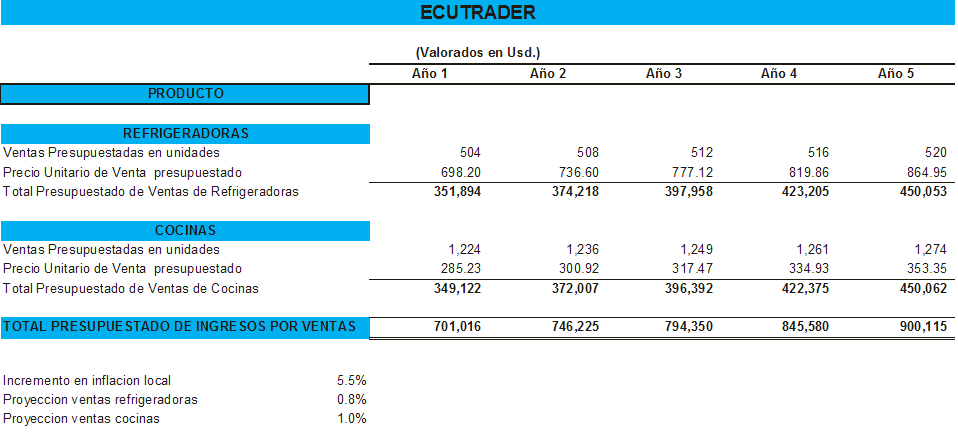 ECUTRADER
(Valorados en Usd.)
Año 1 Año 2 Año 3 Año 4 Año 5
PRODUCTO
REFRIGERADORAS
Ventas Presupuestadas en unidades 504 508 512 516 520
Precio Unitario de Venta presupuestado 698.20 736.60 777.12 819.86 864.95
Total Presupuestado de Ventas de Refrigeradoras 351,894 374,218 397,958 423,205 450,053
COCINAS
Ventas Presupuestadas en unidades 1,224 1,236 1,249 1,261 1,274
Precio Unitario de Venta presupuestado 285.23 300.92 317.47 334.93 353.35
Total Presupuestado de Ventas de Cocinas 349,122 372,007 396,392 422,375 450,062
TOTAL PRESUPUESTADO DE INGRESOS POR VENTAS 701,016 746,225 794,350 845,580 900,115
Incremento en inflacion local 5.5%
Proyeccion ventas refrigeradoras 0.8%
Proyeccion ventas cocinas 1.0%